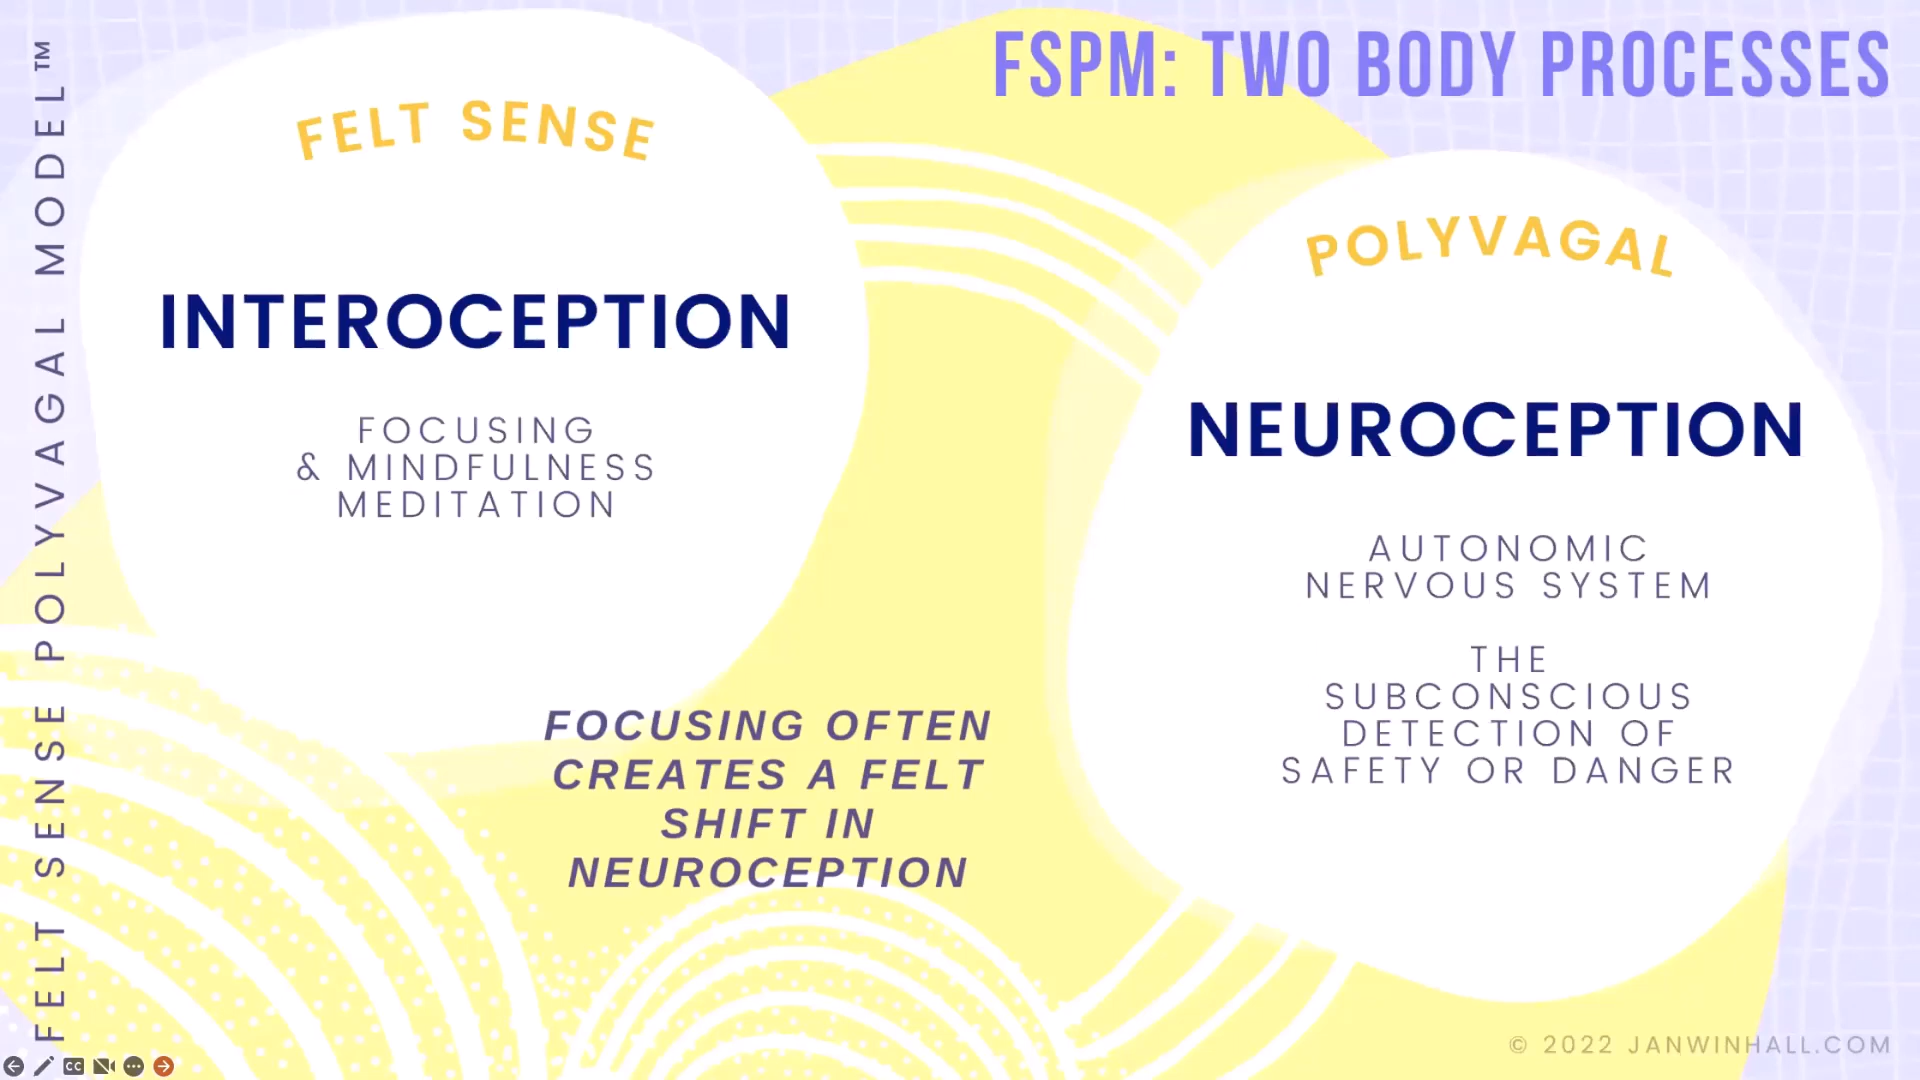 FSPM: TWO BODY PROCESSES
FELT SENSE POLYVAGAL MODEL™
FELT SENSE
INTEROCEPTION
FOCUSING
& MINDFULNESS
MEDITATION
POLYVAGAL
NEUROCEPTION
AUTONOMIC
NERVOUS SYSTEM
THE
SUBCONSCIOUS
DETECTION OF
SAFETY OR DANGER
FOCUSING OFTEN
CREATES A FELT
SHIFT IN
NEUROCEPTION
© 2022 JANWINHALL.COM
CC